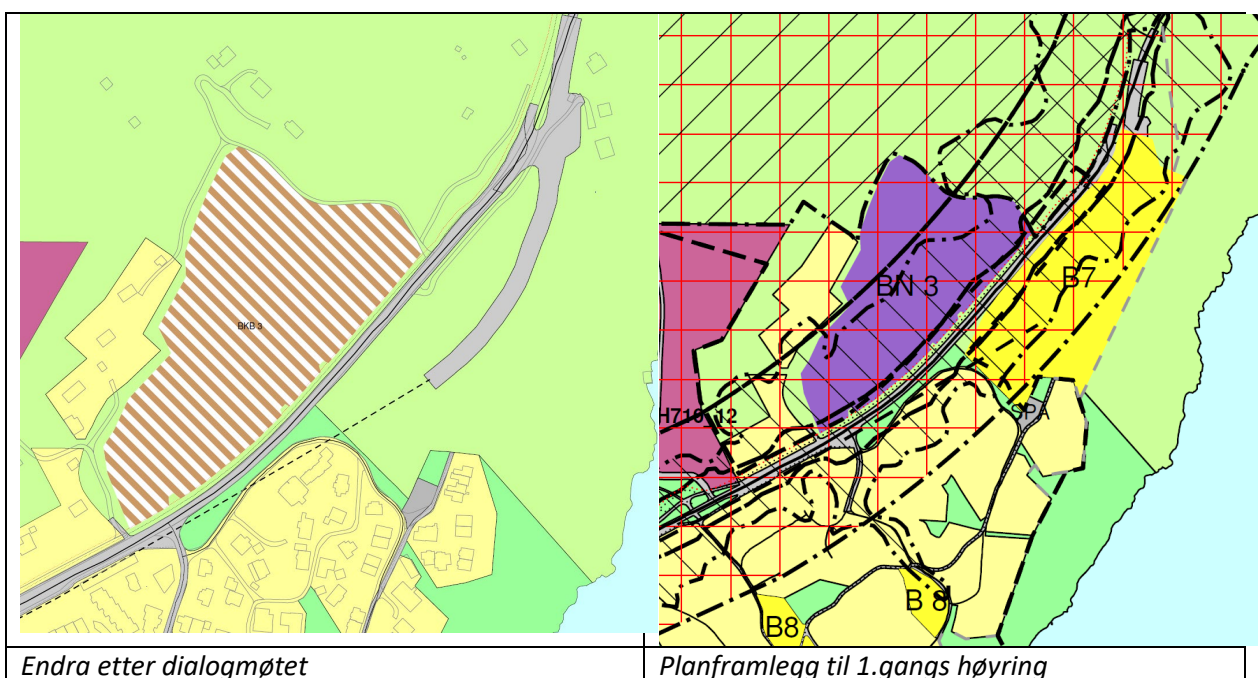 BKB 3
BN 3
B7
H710_12
SPA
B 8
B8
Endra etter dialogmøtet
Planframlegg til 1.gangs høyring